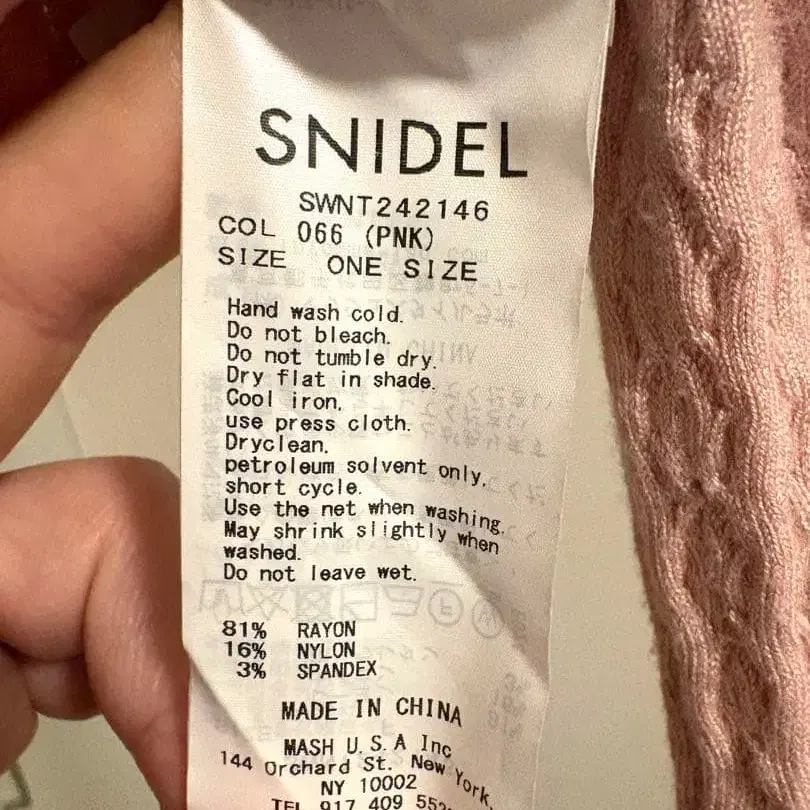 SNIDEL
SWNT242146
COL 066 (PNK)
SIZE ONE SIZE
Hand wash cold.
Do not bleach.
Do not tumble dry.
Dry flat in shade.
Cool iron,
use press cloth.
Dryclean,
petroleum solvent only,
short cycle.
Use the net when washing.
May shrink slightly when
washed.
Do not leave wet.
81% RAYON
16% NYLON
3% SPANDEX
MADE IN CHINA
MASH U.S.A Inc
144 Orchard St. New York,
NY 10002
TEL 917 409